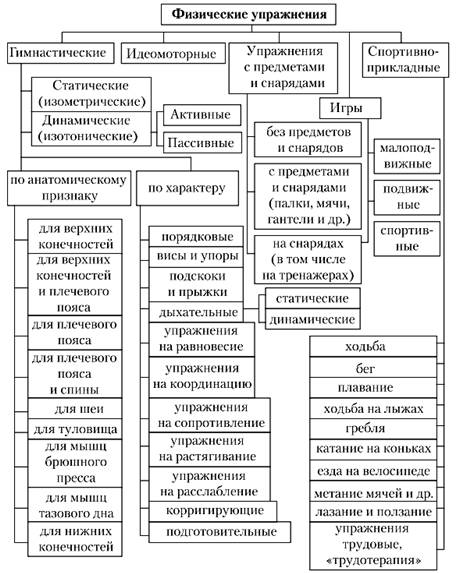 Физические упражнения
Гимнастические
Идеомоторные
Упражнения
с предметами
и снарядами
Спортивно-
прикладные
Статические
(изометрические)
Динамические
(изотонические)
Активные
Пассивные
Игры
без предметов
и снарядов
с предметами
и снарядами
(палки, мячи,
гантели и др.)
на снарядах
(в том числе
на тренажерах)
малопод-
вижные
подвиж-
ные
спортив-
ные
по анатомическому
признаку
по характеру
для верхних
конечностей
для верхних
конечностей
и плечевого
пояса
для плечевого
пояса
для плечевого
пояса
и спины
для шеи
для туловища
для мышц
брюшного
пресса
для мышц
тазового дна
для нижних
конечностей
порядковые
висы и упоры
подскоки
и прыжки
дыхательные
статические
динамические
упражнения
на равновесие
упражнения
на координацию
упражнения
на сопротивление
упражнения
на растягивание
упражнения
на расслабление
корригирующие
подготовительные
ходьба
бег
плавание
ходьба на лыжах
гребля
катание на коньках
езда на велосипеде
метание мячей и др.
лазание и ползание
упражнения
трудовые,
«трудотерапия»